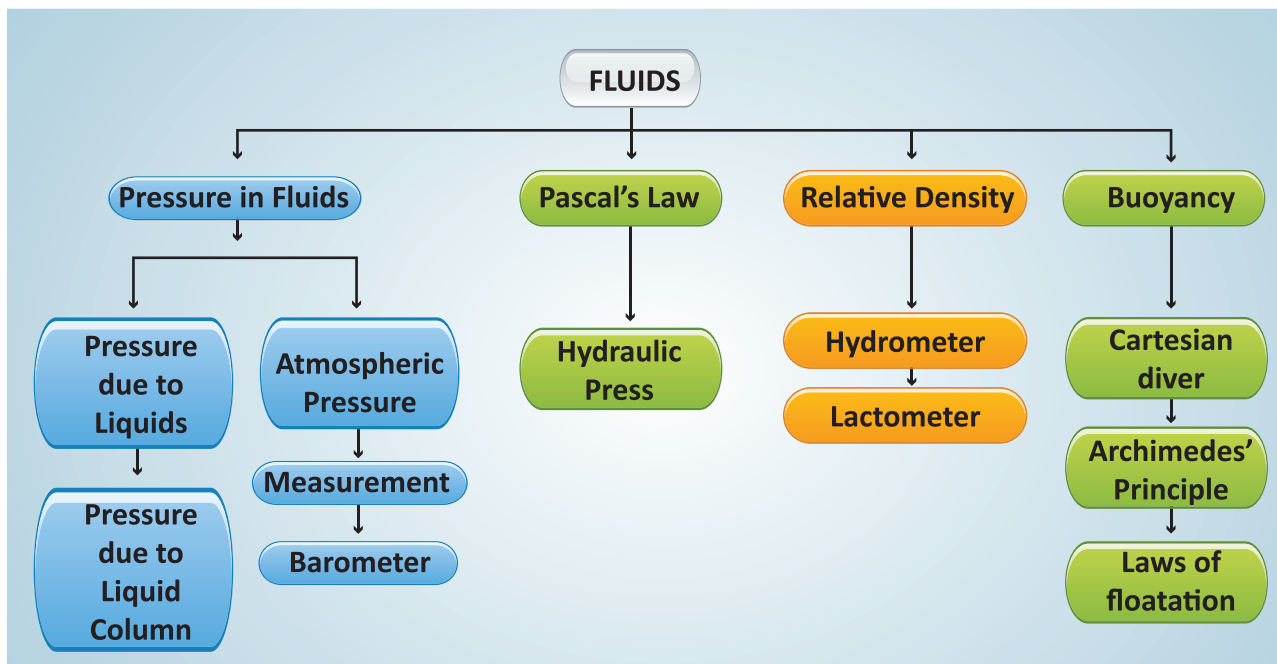 FLUIDS
Pressure in Fluids
Pascal's Law
Relative Density
Buoyancy
Pressure
due to
Liquids
Atmospheric
Pressure
Hydraulic
Press
Hydrometer
Cartesian
diver
Lactometer
Measurement
Archimedes'
Principle
Pressure
due to
Liquid
Column
Barometer
Laws of
floatation